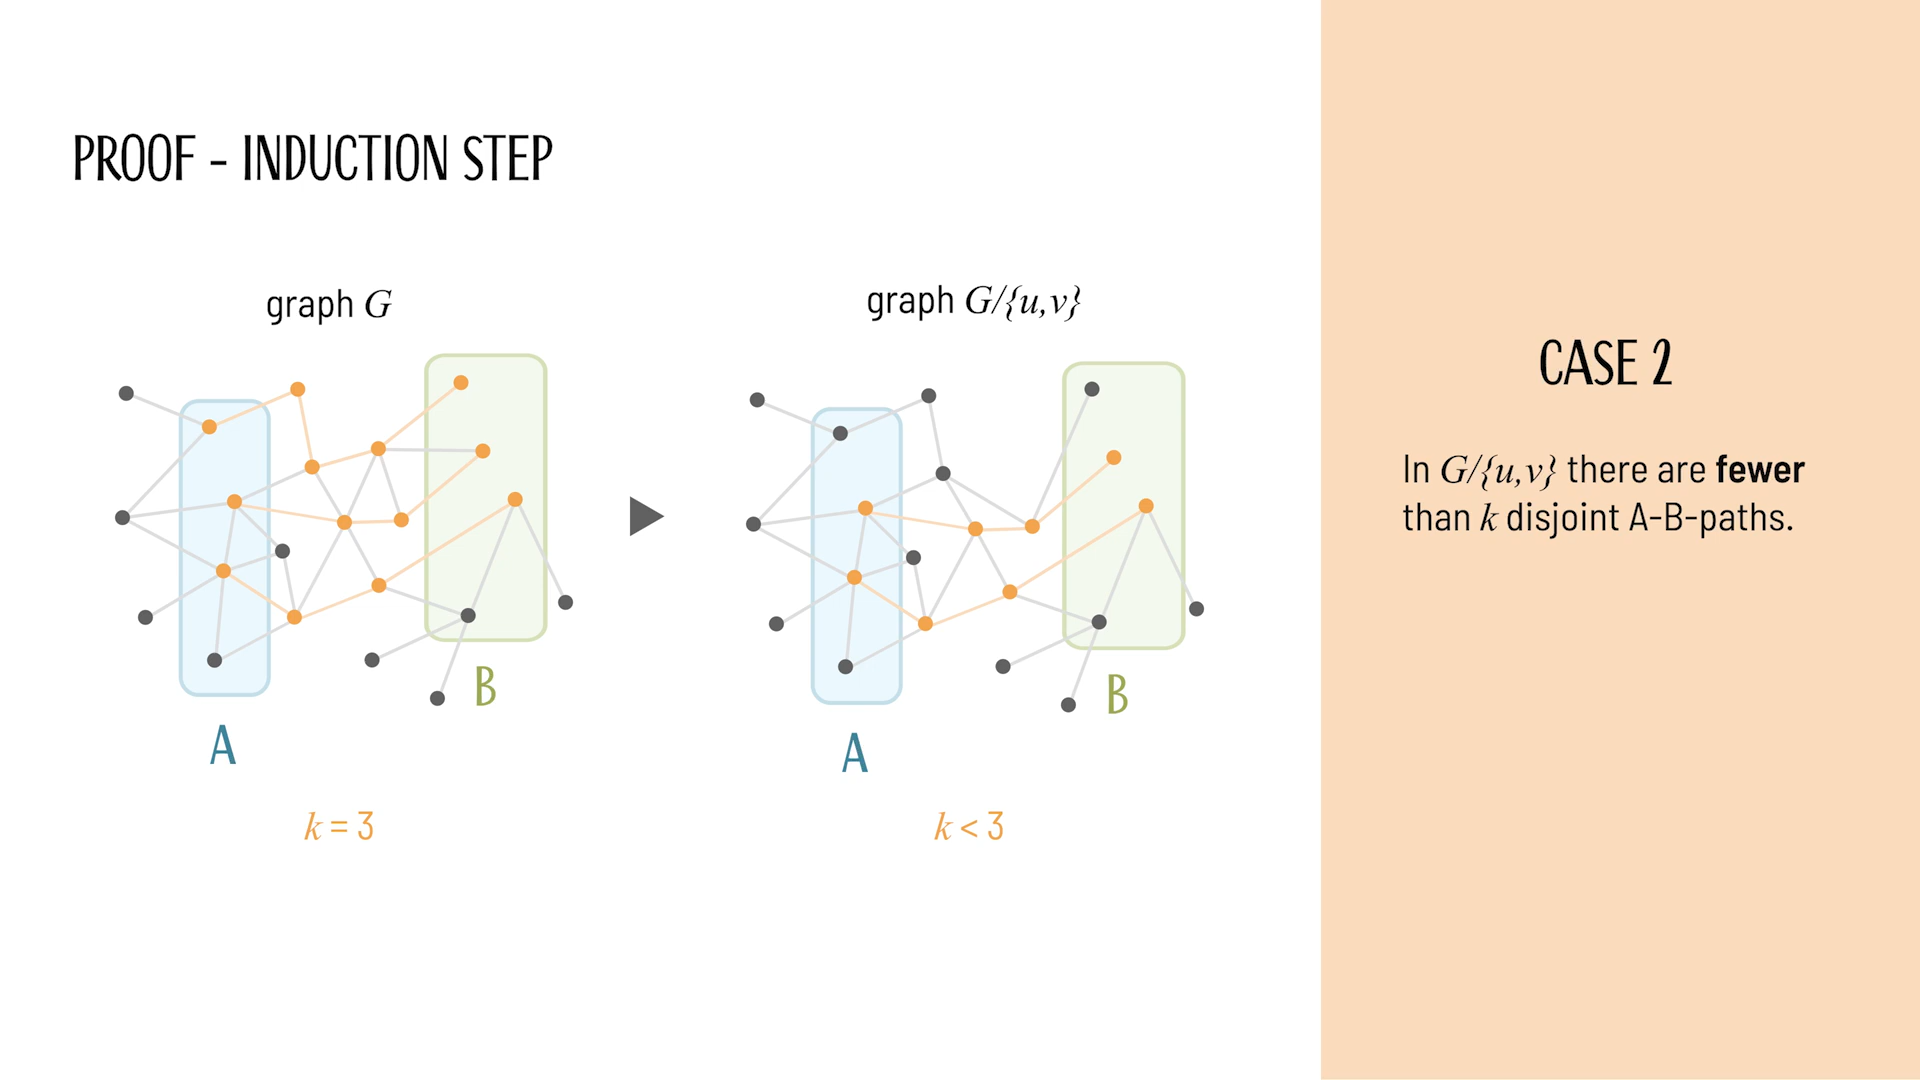 PROOF - INDUCTION STEP
graph G
graph G/{u,v}
A
B
A
B
k = 3
k < 3
CASE 2
In G/{u,v} there are fewer
than k disjoint A-B-paths.